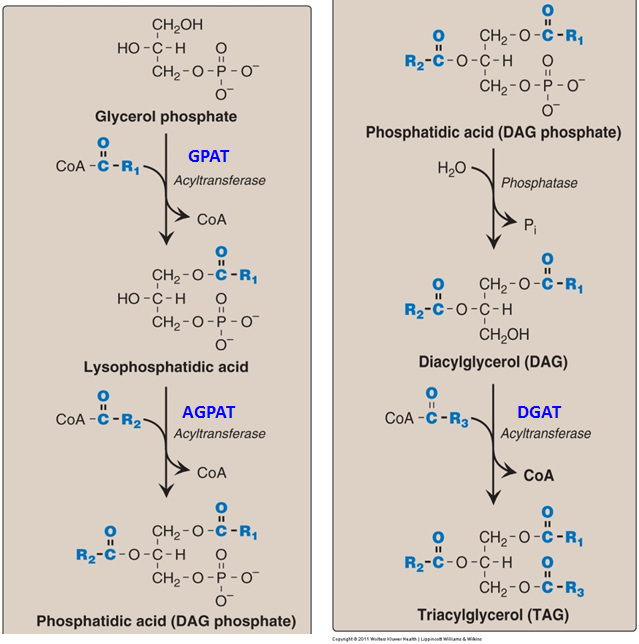 CH₂OH
HO-C-H O
CH₂-O-P-O⁻
O⁻
Glycerol phosphate
O
CoA-C-R₁
GPAT
Acyltransferase
CoA
O
CH₂-O-C-R₁
HO-C-H O
CH₂-O-P-O⁻
O⁻
Lysophosphatidic acid
O
CoA-C-R₂
AGPAT
Acyltransferase
CoA
O
O CH₂-O-C-R₁
R₂-C-O-C-H O
CH₂-O-P-O⁻
O⁻
Phosphatidic acid (DAG phosphate)
O
O CH₂-O-C-R₁
R₂-C-O-C-H O
CH₂-O-P-O⁻
O⁻
Phosphatidic acid (DAG phosphate)
H₂O
Phosphatase
Pᵢ
O
O CH₂-O-C-R₁
R₂-C-O-C-H
CH₂OH
Diacylglycerol (DAG)
O
CoA-C-R₃
DGAT
Acyltransferase
CoA
O
O CH₂-O-C-R₁
R₂-C-O-C-H O
CH₂-O-C-R₃
Triacylglycerol (TAG)
Copyright © 2011 Wolters Kluwer Health | Lippincott Williams & Wilkins